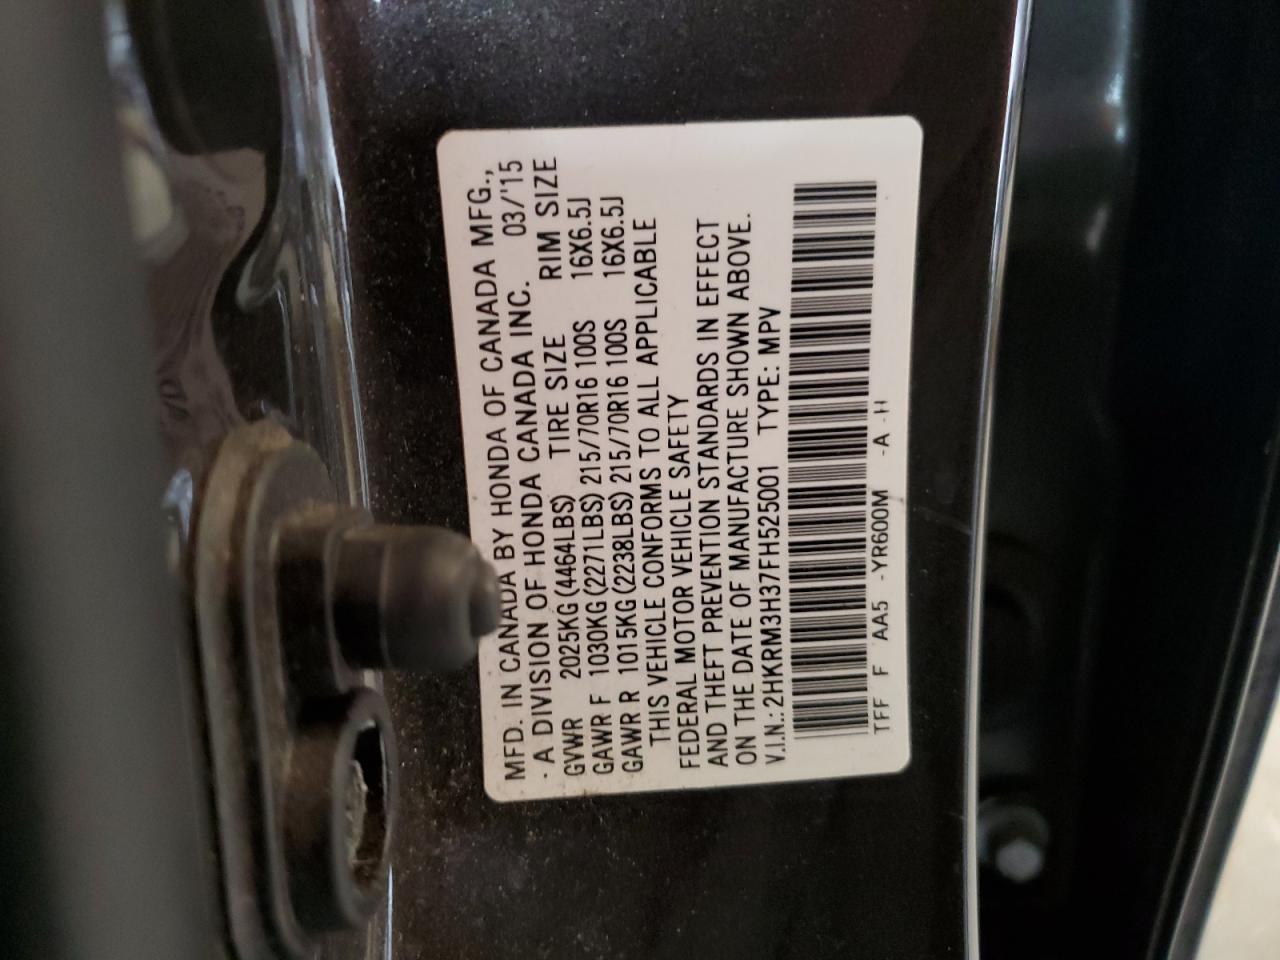 MFD. IN CANADA BY HONDA OF CANADA MFG.,
- A DIVISION OF HONDA CANADA INC. 03/'15
GVWR 2025KG (4464LBS) TIRE SIZE RIM SIZE
GAWR F 1030KG (2271LBS) 215/70R16 100S 16X6.5J
GAWR R 1015KG (2238LBS) 215/70R16 100S 16X6.5J
THIS VEHICLE CONFORMS TO ALL APPLICABLE
FEDERAL MOTOR VEHICLE SAFETY
AND THEFT PREVENTION STANDARDS IN EFFECT
ON THE DATE OF MANUFACTURE SHOWN ABOVE.
V.I.N.: 2HKRM3H37FH525001 TYPE: MPV
TFF F AA5 -YR600M -A -H